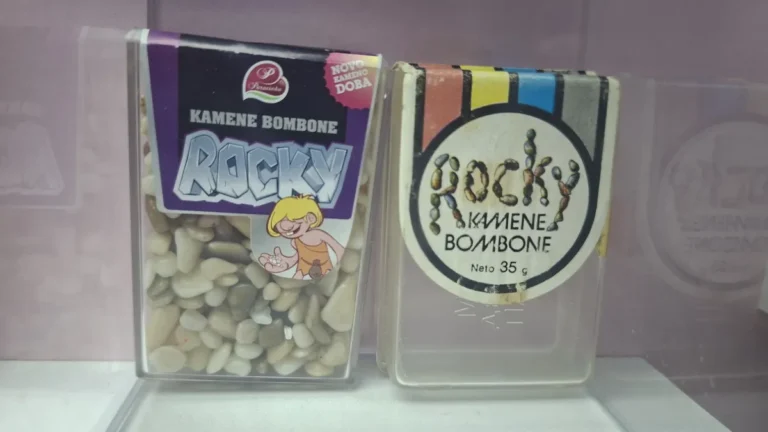 NOVO
KAMENO
DOBA
KAMENE BOMBONE
ROCKY
Rocky
KAMENE
BOMBONE
Neto 35 g